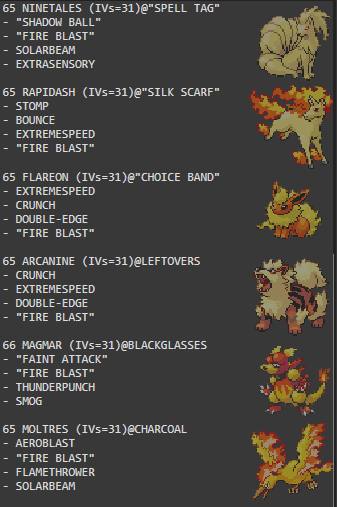 65 NINETALES (IVs=31)@"SPELL TAG"
- "SHADOW BALL"
- "FIRE BLAST"
- SOLARBEAM
- EXTRASENSORY
65 RAPIDASH (IVs=31)@"SILK SCARF"
- STOMP
- BOUNCE
- EXTREMESPEED
- "FIRE BLAST"
65 FLAREON (IVs=31)@"CHOICE BAND"
- EXTREMESPEED
- CRUNCH
- DOUBLE-EDGE
- "FIRE BLAST"
65 ARCANINE (IVs=31)@LEFTOVERS
- CRUNCH
- EXTREMESPEED
- DOUBLE-EDGE
- "FIRE BLAST"
66 MAGMAR (IVs=31)@BLACKGLASSES
- "FAINT ATTACK"
- "FIRE BLAST"
- THUNDERPUNCH
- SMOG
65 MOLTRES (IVs=31)@CHARCOAL
- AEROBLAST
- "FIRE BLAST"
- FLAMETHROWER
- SOLARBEAM